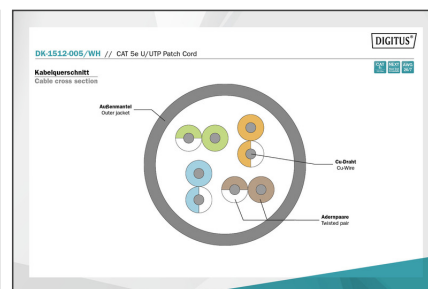 DIGITUS®
DK-1512-005/WH // CAT 5e U/UTP Patch Cord
Kabelquerschnitt
Cable cross section
Außenmantel
Outer jacket
Cu-Draht
Cu-Wire
Adernpaare
Twisted pair